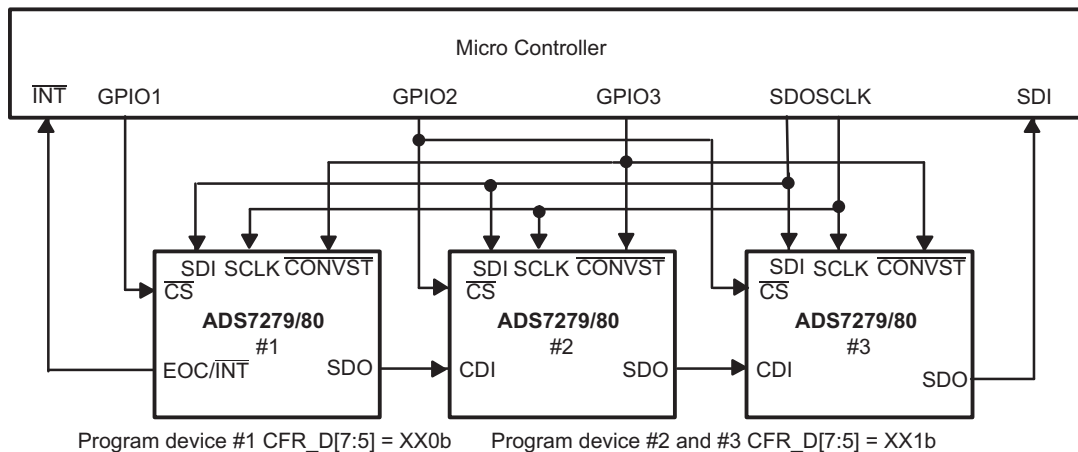 Micro Controller
INT GPIO1 GPIO2 GPIO3 SDOSCLK SDI
SDI SCLK CONVST SDI SCLK CONVST SDI SCLK CONVST
CS CS CS
ADS7279/80 ADS7279/80 ADS7279/80
#1 #2 #3
EOC/INT SDO CDI SDO CDI SDO
Program device #1 CFR_D[7:5] = XX0b Program device #2 and #3 CFR_D[7:5] = XX1b